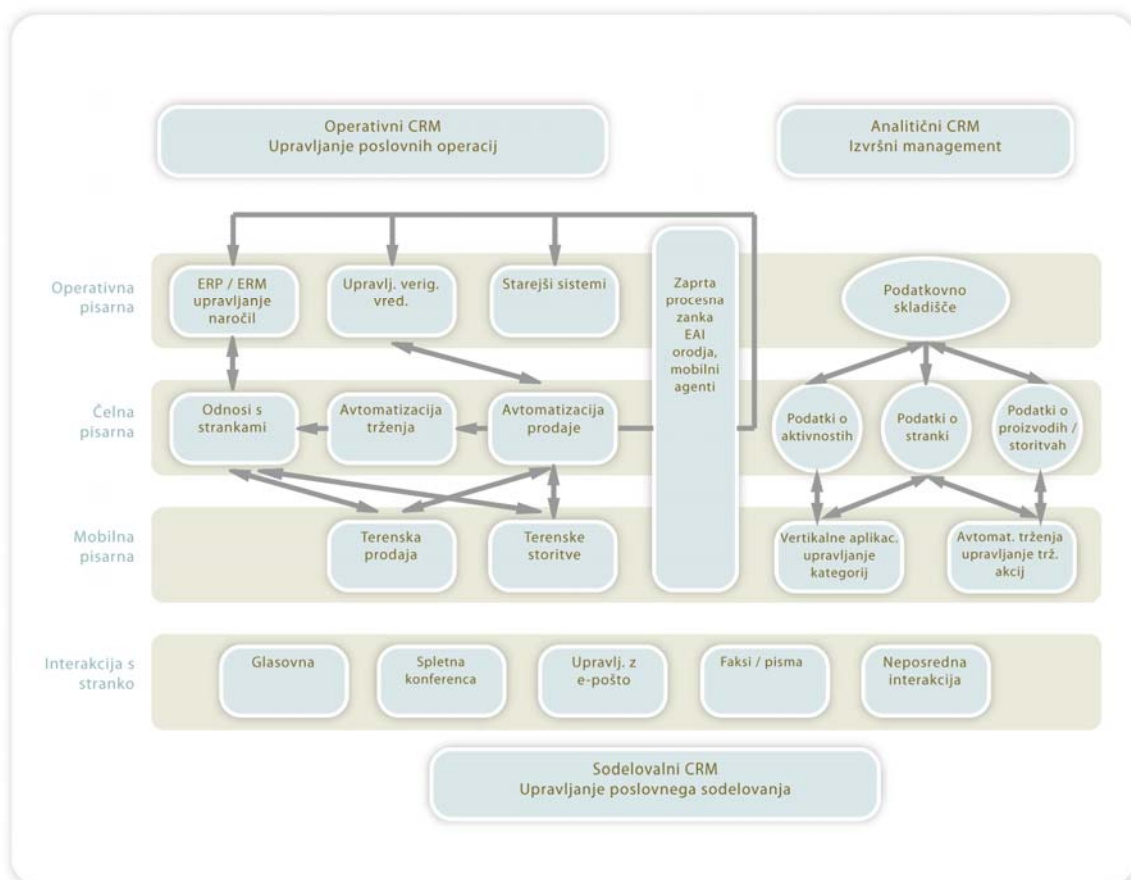 Operativni CRM
Upravljanje poslovnih operacij
Analitični CRM
Izvršni management
Operativna
pisarna
ERP / ERM
upravljanje
naročil
Upravlj. verig.
vred.
Starejši sistemi
Zaprta
procesna
zanka
EAI
orodja,
mobilni
agenti
Podatkovno
skladišče
Čelna
pisarna
Odnosi s
strankami
Avtomatizacija
trženja
Avtomatizacija
prodaje
Podatki o
aktivnostih
Podatki o
stranki
Podatki o
proizvodih /
storitvah
Mobilna
pisarna
Terenska
prodaja
Terenske
storitve
Vertikalne aplikac.
upravljanje
kategorij
Avtomat. trženja
upravljanje trž.
akcij
Interakcija s
stranko
Glasovna
Spletna
konferenca
Upravlj. z
e-pošto
Faksi / pisma
Neposredna
interakcija
Sodelovalni CRM
Upravljanje poslovnega sodelovanja